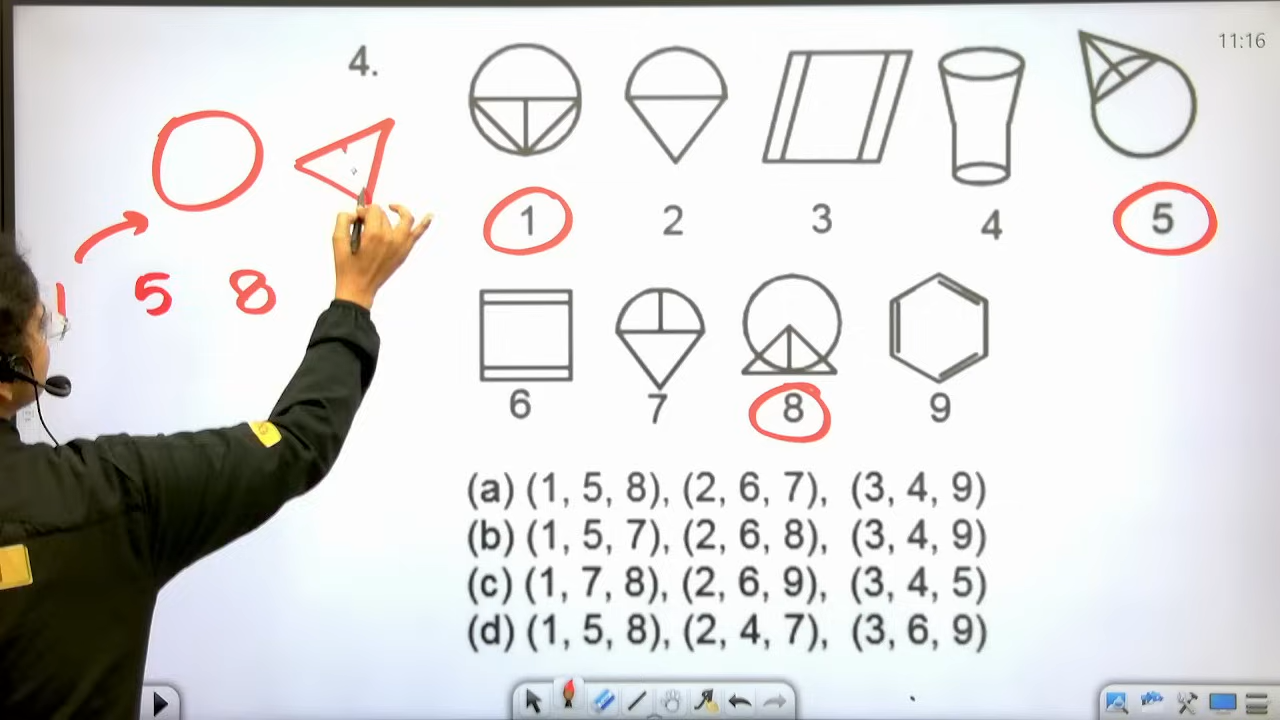 11:16
4.
1 2 3 4 5
1 5 8
6 7 8 9
(a) (1, 5, 8), (2, 6, 7), (3, 4, 9)
(b) (1, 5, 7), (2, 6, 8), (3, 4, 9)
(c) (1, 7, 8), (2, 6, 9), (3, 4, 5)
(d) (1, 5, 8), (2, 4, 7), (3, 6, 9)